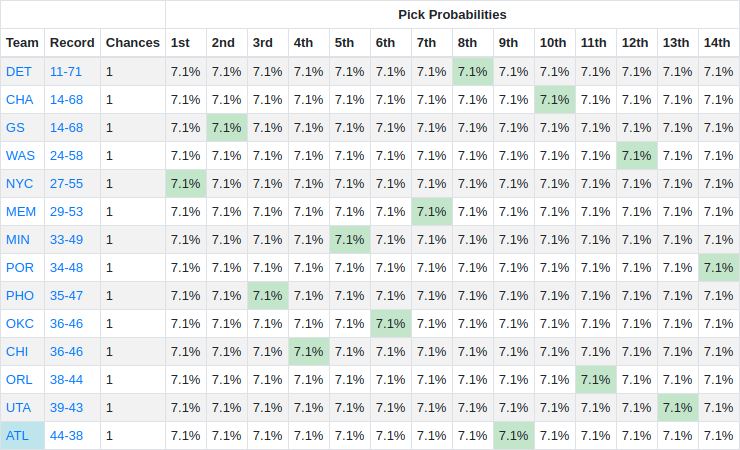 Pick Probabilities
Team Record Chances 1st 2nd 3rd 4th 5th 6th 7th 8th 9th 10th 11th 12th 13th 14th
DET 11-71 1 7.1% 7.1% 7.1% 7.1% 7.1% 7.1% 7.1% 7.1% 7.1% 7.1% 7.1% 7.1% 7.1% 7.1%
CHA 14-68 1 7.1% 7.1% 7.1% 7.1% 7.1% 7.1% 7.1% 7.1% 7.1% 7.1% 7.1% 7.1% 7.1% 7.1%
GS 14-68 1 7.1% 7.1% 7.1% 7.1% 7.1% 7.1% 7.1% 7.1% 7.1% 7.1% 7.1% 7.1% 7.1% 7.1%
WAS 24-58 1 7.1% 7.1% 7.1% 7.1% 7.1% 7.1% 7.1% 7.1% 7.1% 7.1% 7.1% 7.1% 7.1% 7.1%
NYC 27-55 1 7.1% 7.1% 7.1% 7.1% 7.1% 7.1% 7.1% 7.1% 7.1% 7.1% 7.1% 7.1% 7.1% 7.1%
MEM 29-53 1 7.1% 7.1% 7.1% 7.1% 7.1% 7.1% 7.1% 7.1% 7.1% 7.1% 7.1% 7.1% 7.1% 7.1%
MIN 33-49 1 7.1% 7.1% 7.1% 7.1% 7.1% 7.1% 7.1% 7.1% 7.1% 7.1% 7.1% 7.1% 7.1% 7.1%
POR 34-48 1 7.1% 7.1% 7.1% 7.1% 7.1% 7.1% 7.1% 7.1% 7.1% 7.1% 7.1% 7.1% 7.1% 7.1%
PHO 35-47 1 7.1% 7.1% 7.1% 7.1% 7.1% 7.1% 7.1% 7.1% 7.1% 7.1% 7.1% 7.1% 7.1% 7.1%
OKC 36-46 1 7.1% 7.1% 7.1% 7.1% 7.1% 7.1% 7.1% 7.1% 7.1% 7.1% 7.1% 7.1% 7.1% 7.1%
CHI 36-46 1 7.1% 7.1% 7.1% 7.1% 7.1% 7.1% 7.1% 7.1% 7.1% 7.1% 7.1% 7.1% 7.1% 7.1%
ORL 38-44 1 7.1% 7.1% 7.1% 7.1% 7.1% 7.1% 7.1% 7.1% 7.1% 7.1% 7.1% 7.1% 7.1% 7.1%
UTA 39-43 1 7.1% 7.1% 7.1% 7.1% 7.1% 7.1% 7.1% 7.1% 7.1% 7.1% 7.1% 7.1% 7.1% 7.1%
ATL 44-38 1 7.1% 7.1% 7.1% 7.1% 7.1% 7.1% 7.1% 7.1% 7.1% 7.1% 7.1% 7.1% 7.1% 7.1%